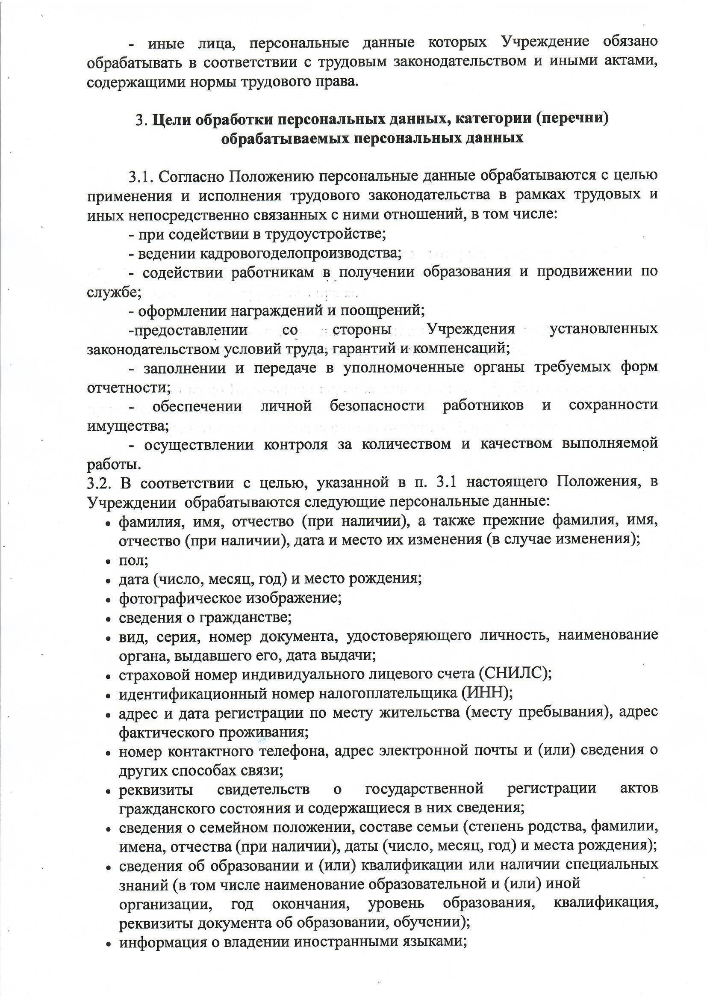 - иные лица, персональные данные которых Учреждение обязано
обрабатывать в соответствии с трудовым законодательством и иными актами,
содержащими нормы трудового права.
3. Цели обработки персональных данных, категории (перечни)
обрабатываемых персональных данных
3.1. Согласно Положению персональные данные обрабатываются с целью
применения и исполнения трудового законодательства в рамках трудовых и
иных непосредственно связанных с ними отношений, в том числе:
- при содействии в трудоустройстве;
- ведении кадровогоделопроизводства;
- содействии работникам в получении образования и продвижении по
службе;
- оформлении награждений и поощрений;
-предоставлении со стороны Учреждения установленных
законодательством условий труда, гарантий и компенсаций;
- заполнении и передаче в уполномоченные органы требуемых форм
отчетности;
- обеспечении личной безопасности работников и сохранности
имущества;
- осуществлении контроля за количеством и качеством выполняемой
работы.
3.2. В соответствии с целью, указанной в п. 3.1 настоящего Положения, в
Учреждении обрабатываются следующие персональные данные:
• фамилия, имя, отчество (при наличии), а также прежние фамилия, имя,
отчество (при наличии), дата и место их изменения (в случае изменения);
• пол;
• дата (число, месяц, год) и место рождения;
• фотографическое изображение;
• сведения о гражданстве;
• вид, серия, номер документа, удостоверяющего личность, наименование
органа, выдавшего его, дата выдачи;
• страховой номер индивидуального лицевого счета (СНИЛС);
• идентификационный номер налогоплательщика (ИНН);
• адрес и дата регистрации по месту жительства (месту пребывания), адрес
фактического проживания;
• номер контактного телефона, адрес электронной почты и (или) сведения о
других способах связи;
• реквизиты свидетельств о государственной регистрации актов
гражданского состояния и содержащиеся в них сведения;
• сведения о семейном положении, составе семьи (степень родства, фамилии,
имена, отчества (при наличии), даты (число, месяц, год) и места рождения);
• сведения об образовании и (или) квалификации или наличии специальных
знаний (в том числе наименование образовательной и (или) иной
организации, год окончания, уровень образования, квалификация,
реквизиты документа об образовании, обучении);
• информация о владении иностранными языками;